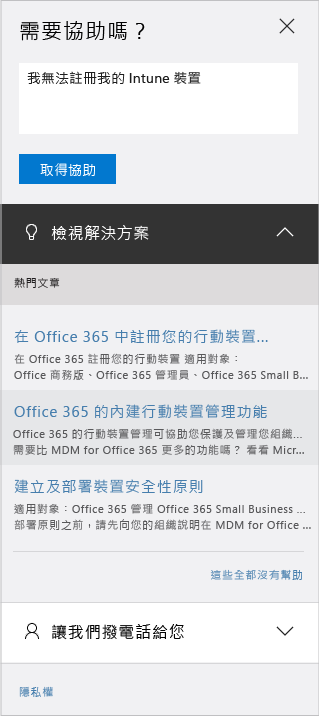 需要協助嗎？
我無法註冊我的 Intune 裝置
取得協助
檢視解決方案
熱門文章
在 Office 365 中註冊您的行動裝置...
在 Office 365 註冊您的行動裝置 適用對象：
Office 商務版、Office 365 管理員、Office 365 Small B...
Office 365 的內建行動裝置管理功能
Office 365 的行動裝置管理可協助您保護及管理您組織...
需要比 MDM for Office 365 更多的功能嗎？ 看看 Micr...
建立及部署裝置安全性原則
適用對象：Office 365 管理 Office 365 Small Business ...
部署原則之前，請先向您的組織說明在 MDM for Office ...
這些全都沒有幫助
讓我們撥電話給您
隱私權